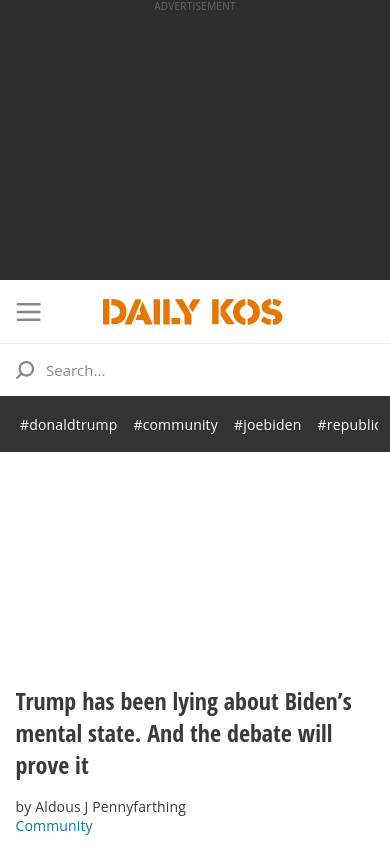 ADVERTISEMENT
DAILY KOS
Search...
#donaldtrump #community #joebiden #republic
Trump has been lying about Biden’s
mental state. And the debate will
prove it
by Aldous J Pennyfarthing
Community